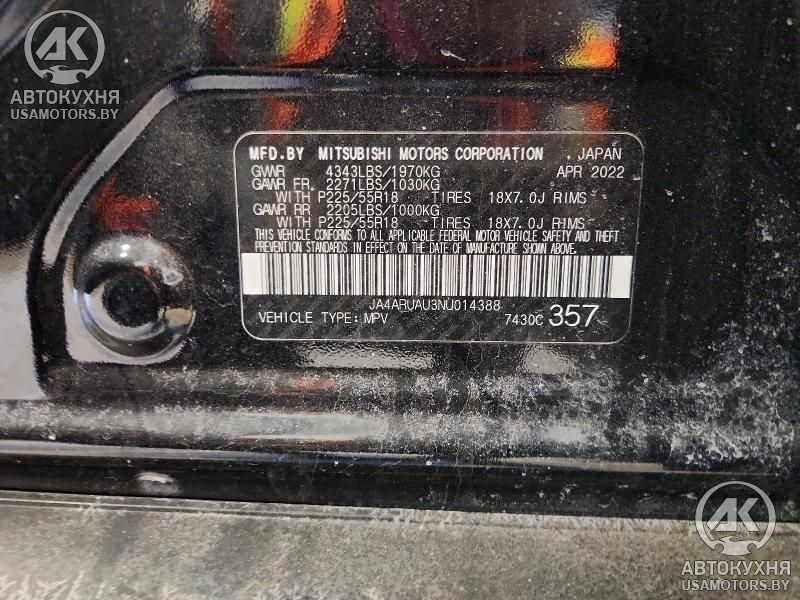 AK
АВТОКУХНЯ
USAMOTORS.BY
MFD.BY MITSUBISHI MOTORS CORPORATION . JAPAN
GVWR 4343LBS/1970KG APR 2022
GAWR FR. 2271LBS/1030KG
WITH P225/55R18 TIRES 18X7.0J RIMS
GAWR RR 2205LBS/1000KG
WITH P225/55R18 TIRES 18X7.0J RIMS
THIS VEHICLE CONFORMS TO ALL APPLICABLE FEDERAL MOTOR VEHICLE SAFETY AND THEFT
PREVENTION STANDARDS IN EFFECT ON THE DATE OF MANUFACTURE SHOWN ABOVE.
JA4ARUAU3NU014388
VEHICLE TYPE: MPV 7430C 357
AK
АВТОКУХНЯ
USAMOTORS.BY